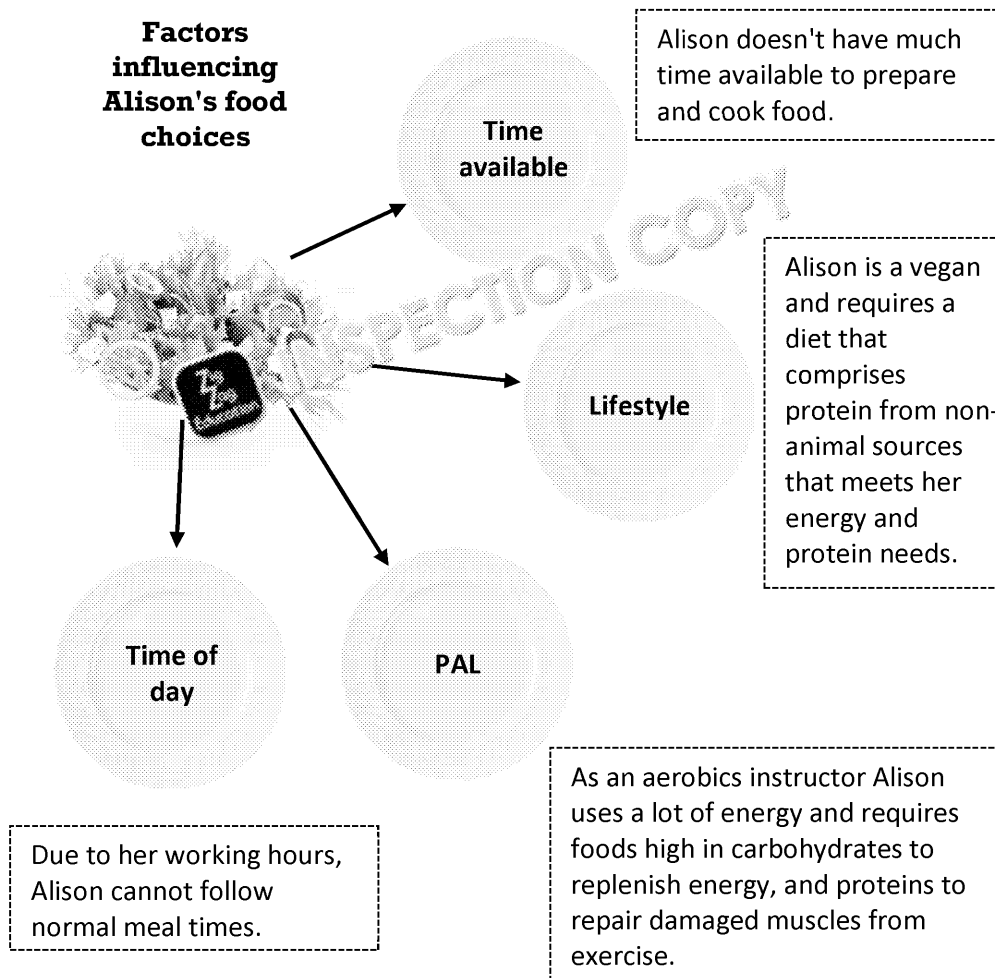 Factors
influencing
Alison's food
choices
Time
available
Alison doesn't have much
time available to prepare
and cook food.
INSPECTION COPY
Zig
Zag
Education
Lifestyle
Alison is a vegan
and requires a
diet that
comprises
protein from non-
animal sources
that meets her
energy and
protein needs.
Time of
day
PAL
Due to her working hours,
Alison cannot follow
normal meal times.
As an aerobics instructor Alison
uses a lot of energy and requires
foods high in carbohydrates to
replenish energy, and proteins to
repair damaged muscles from
exercise.